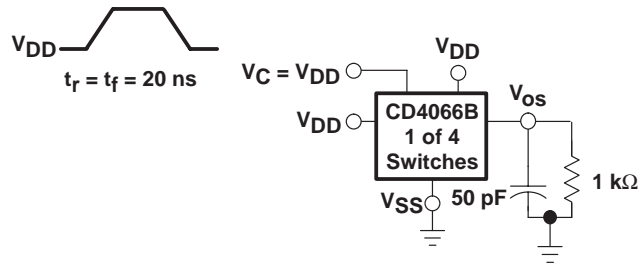 VDD
tr = tf = 20 ns
VC = VDD
VDD
VDD
CD4066B
1 of 4
Switches
Vos
VSS
50 pF
1 kΩ